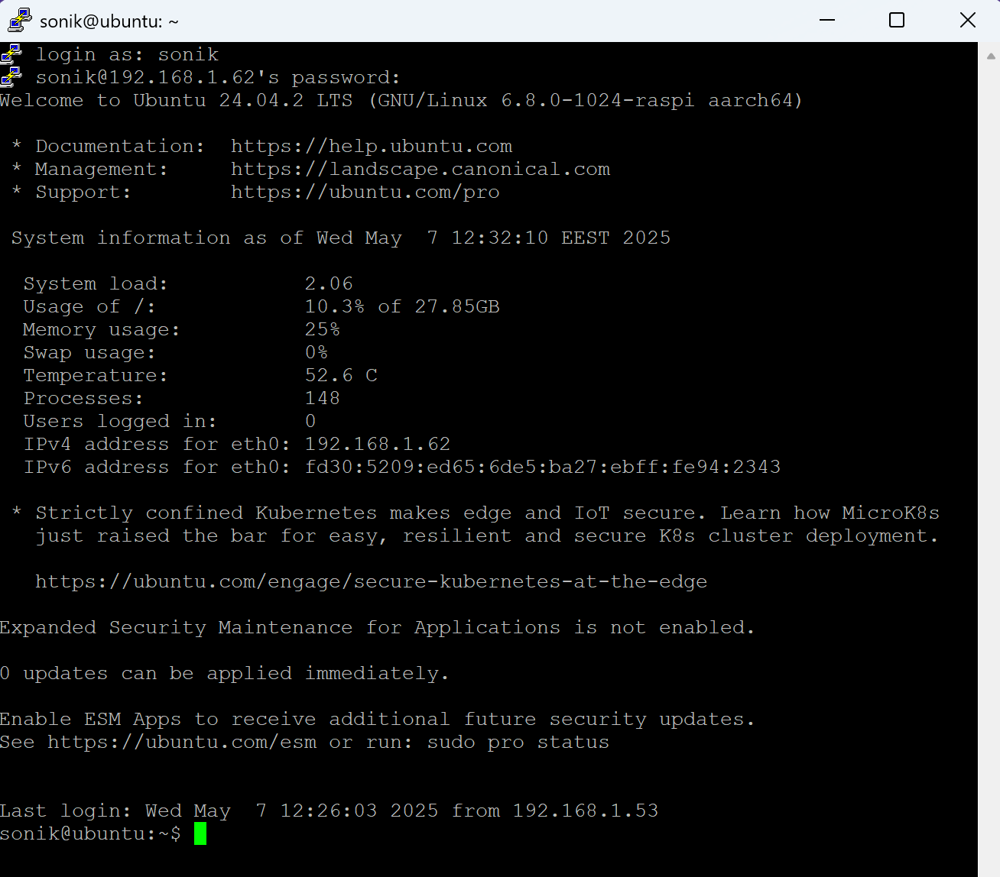 sonik@ubuntu: ~
login as: sonik
sonik@192.168.1.62's password:
Welcome to Ubuntu 24.04.2 LTS (GNU/Linux 6.8.0-1024-raspi aarch64)
* Documentation:  https://help.ubuntu.com
* Management:     https://landscape.canonical.com
* Support:        https://ubuntu.com/pro
System information as of Wed May  7 12:32:10 EEST 2025
System load:           2.06
Usage of /:            10.3% of 27.85GB
Memory usage:          25%
Swap usage:            0%
Temperature:           52.6 C
Processes:             148
Users logged in:       0
IPv4 address for eth0: 192.168.1.62
IPv6 address for eth0: fd30:5209:ed65:6de5:ba27:ebff:fe94:2343
* Strictly confined Kubernetes makes edge and IoT secure. Learn how MicroK8s
just raised the bar for easy, resilient and secure K8s cluster deployment.
https://ubuntu.com/engage/secure-kubernetes-at-the-edge
Expanded Security Maintenance for Applications is not enabled.
0 updates can be applied immediately.
Enable ESM Apps to receive additional future security updates.
See https://ubuntu.com/esm or run: sudo pro status
Last login: Wed May  7 12:26:03 2025 from 192.168.1.53
sonik@ubuntu:~$